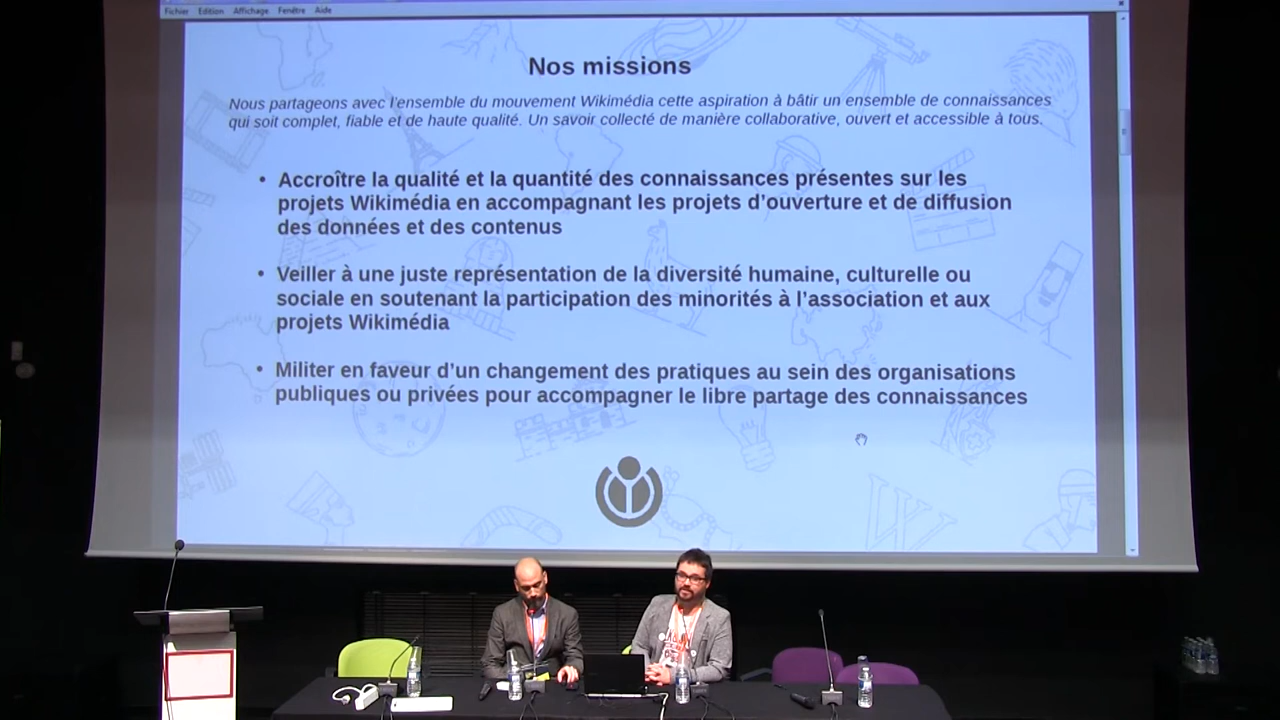 Fichier Edition Affichage Fenêtre Aide
Nos missions
Nous partageons avec l'ensemble du mouvement Wikimédia cette aspiration à bâtir un ensemble de connaissances
qui soit complet, fiable et de haute qualité. Un savoir collecté de manière collaborative, ouvert et accessible à tous.
• Accroître la qualité et la quantité des connaissances présentes sur les
projets Wikimédia en accompagnant les projets d’ouverture et de diffusion
des données et des contenus
• Veiller à une juste représentation de la diversité humaine, culturelle ou
sociale en soutenant la participation des minorités à l’association et aux
projets Wikimédia
• Militer en faveur d’un changement des pratiques au sein des organisations
publiques ou privées pour accompagner le libre partage des connaissances